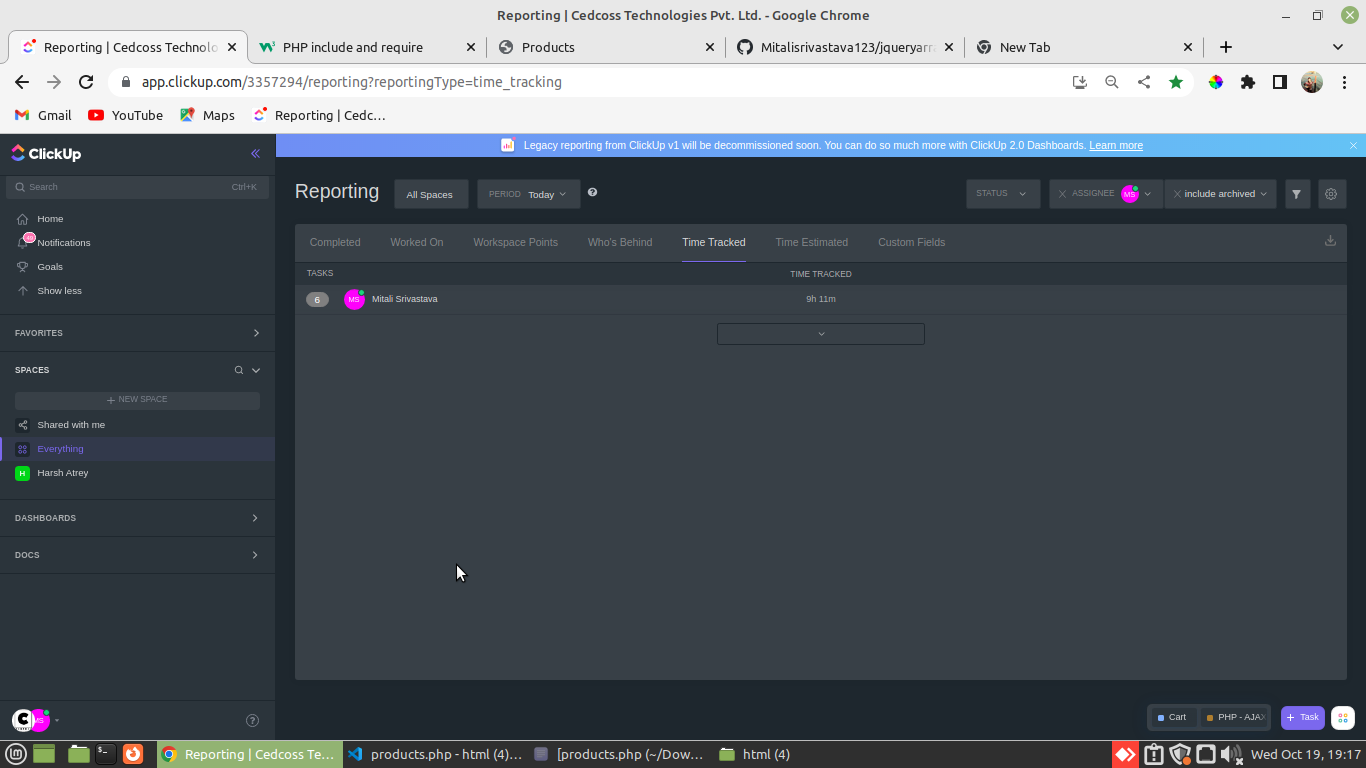 Reporting | Cedcoss Technologies Pvt. Ltd. - Google Chrome
Reporting | Cedcoss Technolo
PHP include and require
Products
Mitalisrivastava123/jqueryarra
New Tab
app.clickup.com/3357294/reporting?reportingType=time_tracking
Gmail
YouTube
Maps
Reporting | Cedc...
ClickUp
Legacy reporting from ClickUp v1 will be decommissioned soon. You can do so much more with ClickUp 2.0 Dashboards. Learn more
Search Ctrl+K
Home
Notifications
Goals
Show less
FAVORITES
SPACES
+ NEW SPACE
Shared with me
Everything
H Harsh Atrey
DASHBOARDS
DOCS
MS
Reporting
All Spaces
PERIOD Today
STATUS
ASSIGNEE MS
include archived
Completed
Worked On
Workspace Points
Who's Behind
Time Tracked
Time Estimated
Custom Fields
TASKS TIME TRACKED
6 MS Mitali Srivastava 9h 11m
Cart
PHP - AJAX
+ Task
Reporting | Cedcoss Te...
products.php - html (4)...
[products.php (~/Dow...
html (4)
Wed Oct 19, 19:17